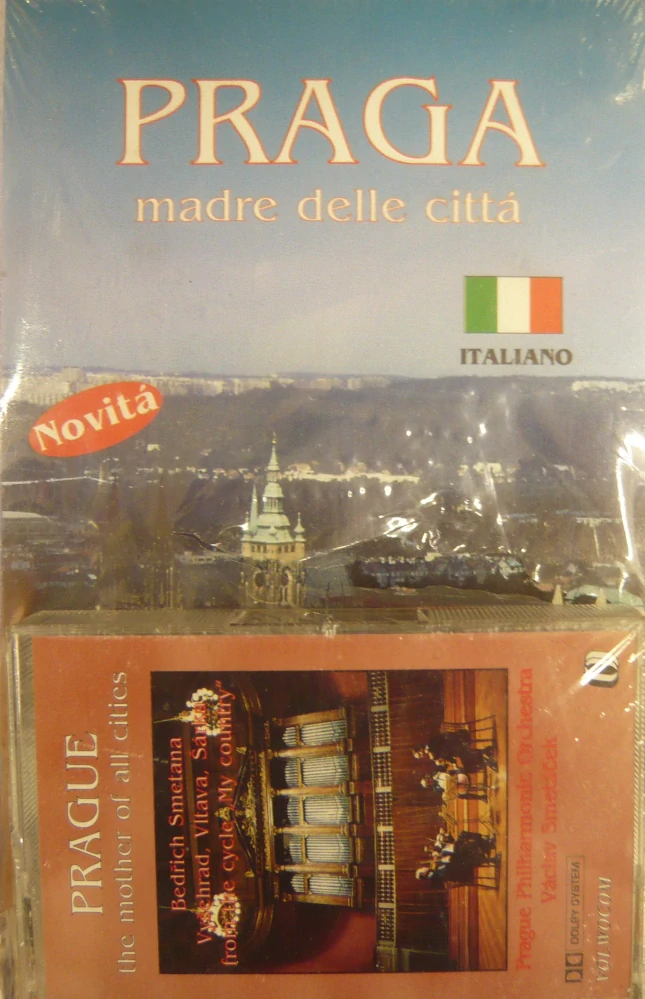 PRAGA
madre delle cittá
ITALIANO
Novitá
PRAGUE
the mother of all cities
Bedřich Smetana
Vyšehrad, Vltava, Šárka
from the cycle „My country"
Prague Philharmonic Orchestra
Václav Smetáček
DOLBY SYSTEM